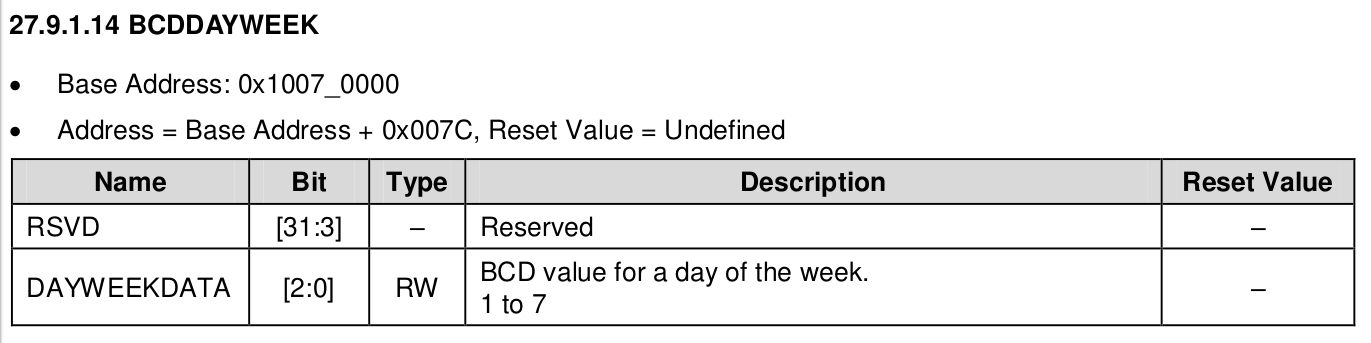 27.9.1.14 BCDDAYWEEK
• Base Address: 0x1007_0000
• Address = Base Address + 0x007C, Reset Value = Undefined
Name Bit Type Description Reset Value
RSVD [31:3] – Reserved –
DAYWEEKDATA [2:0] RW BCD value for a day of the week. –
1 to 7